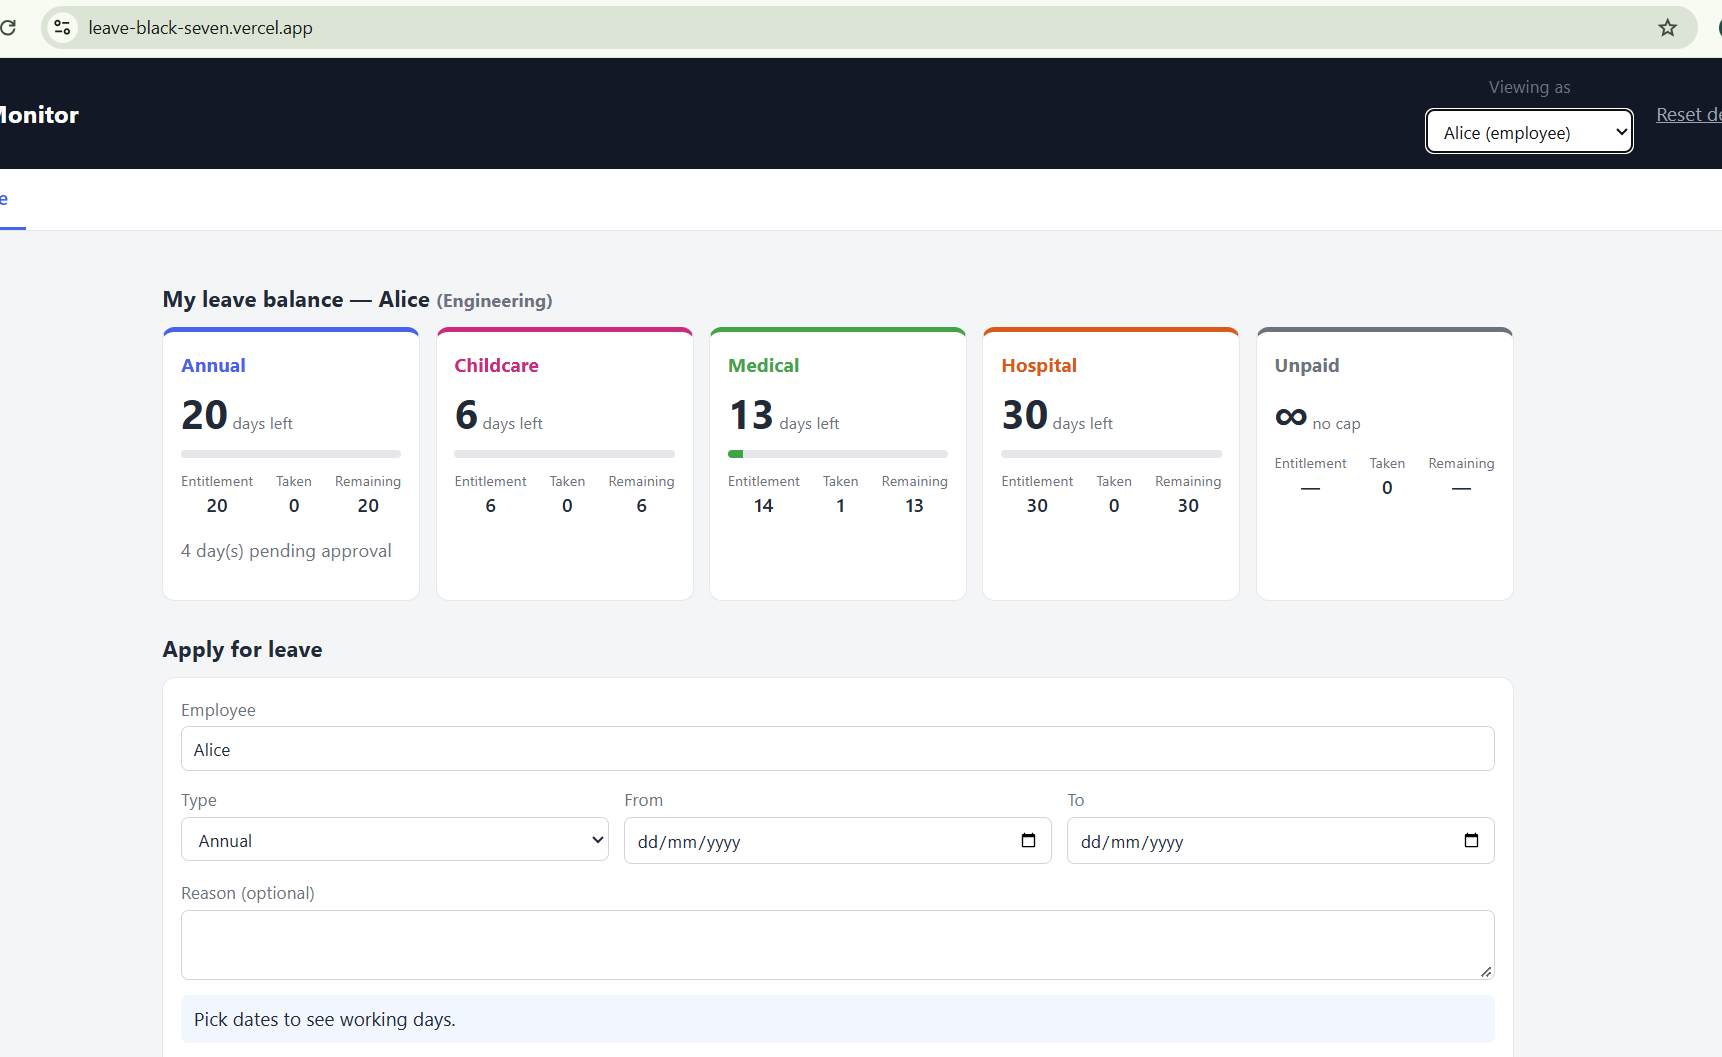 leave-black-seven.vercel.app
Monitor
Viewing as
Alice (employee)
Reset de
e
My leave balance — Alice (Engineering)
Annual
20 days left
Entitlement Taken Remaining
20 0 20
4 day(s) pending approval
Childcare
6 days left
Entitlement Taken Remaining
6 0 6
Medical
13 days left
Entitlement Taken Remaining
14 1 13
Hospital
30 days left
Entitlement Taken Remaining
30 0 30
Unpaid
∞ no cap
Entitlement Taken Remaining
— 0 —
Apply for leave
Employee
Alice
Type From To
Annual dd/mm/yyyy dd/mm/yyyy
Reason (optional)
Pick dates to see working days.